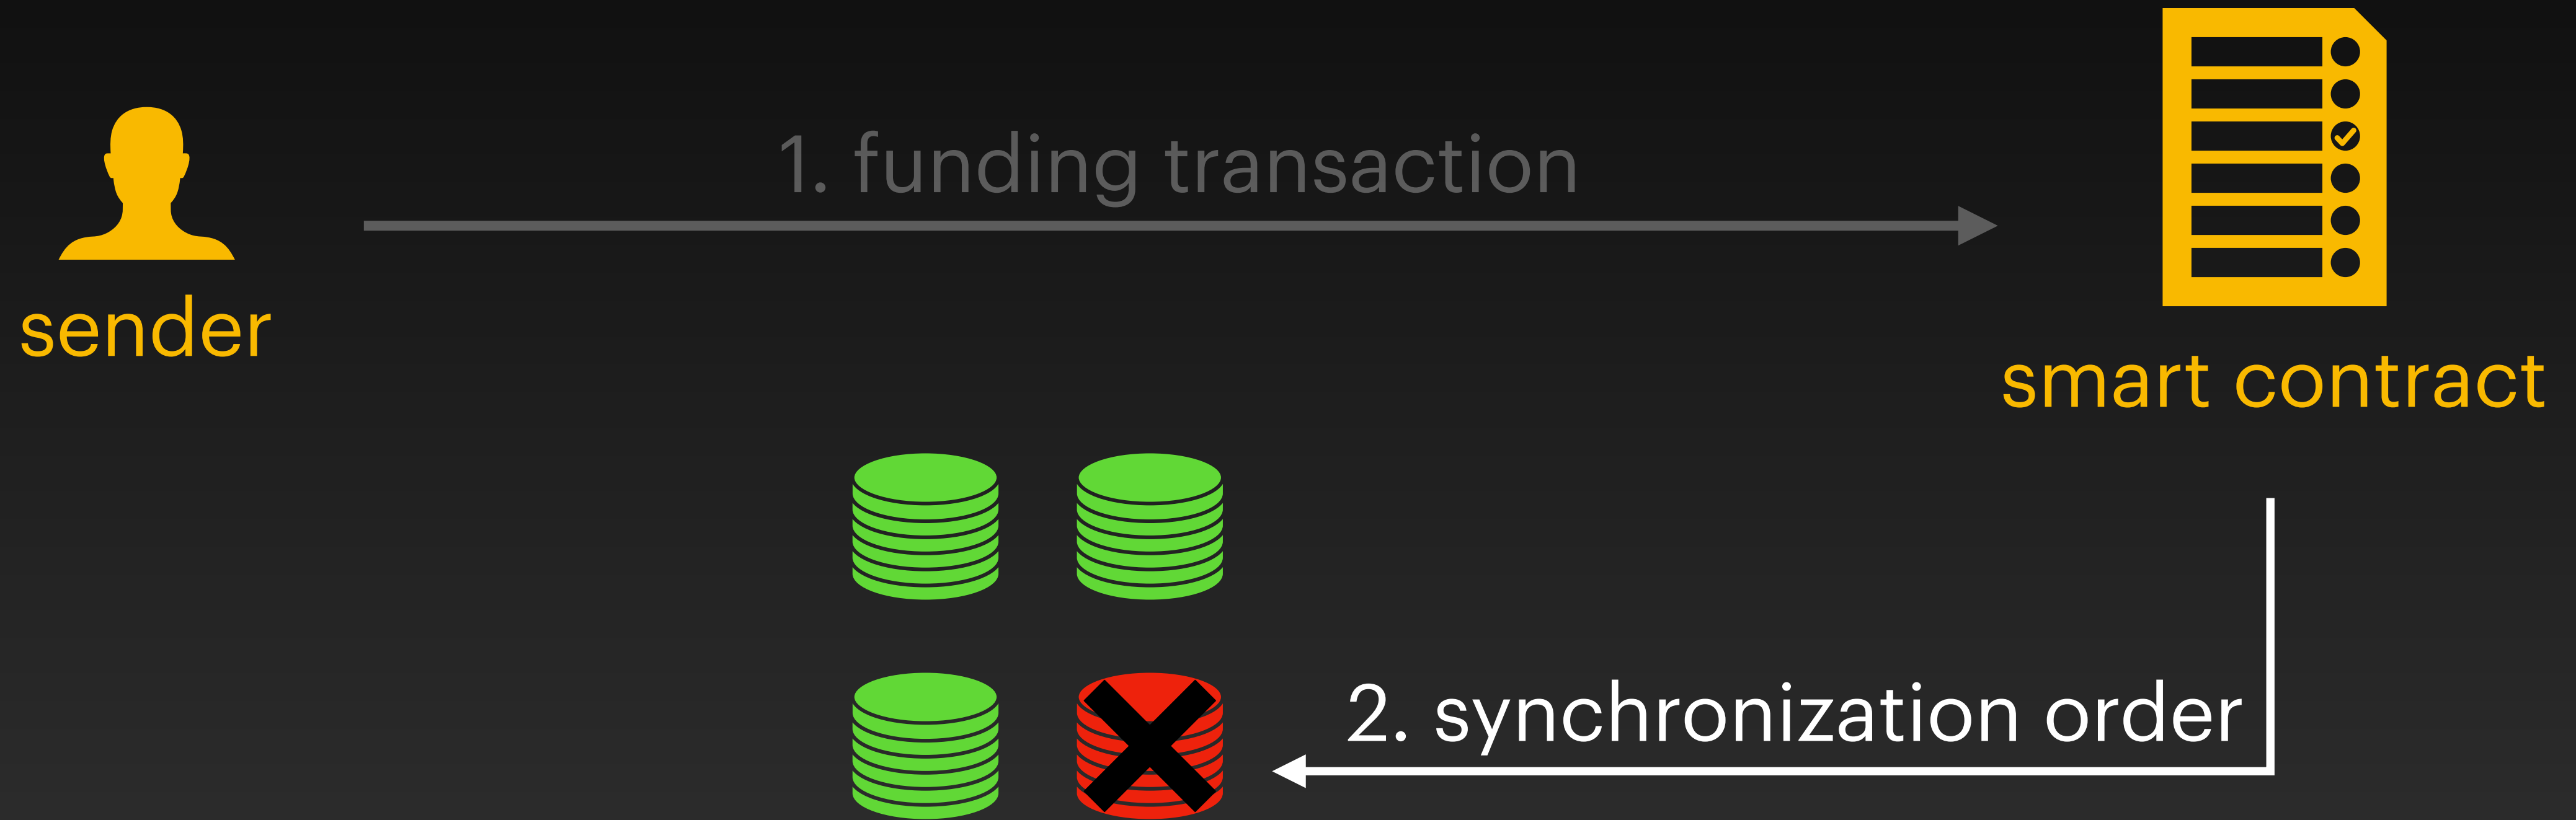 1. funding transaction
sender
smart contract
2. synchronization order